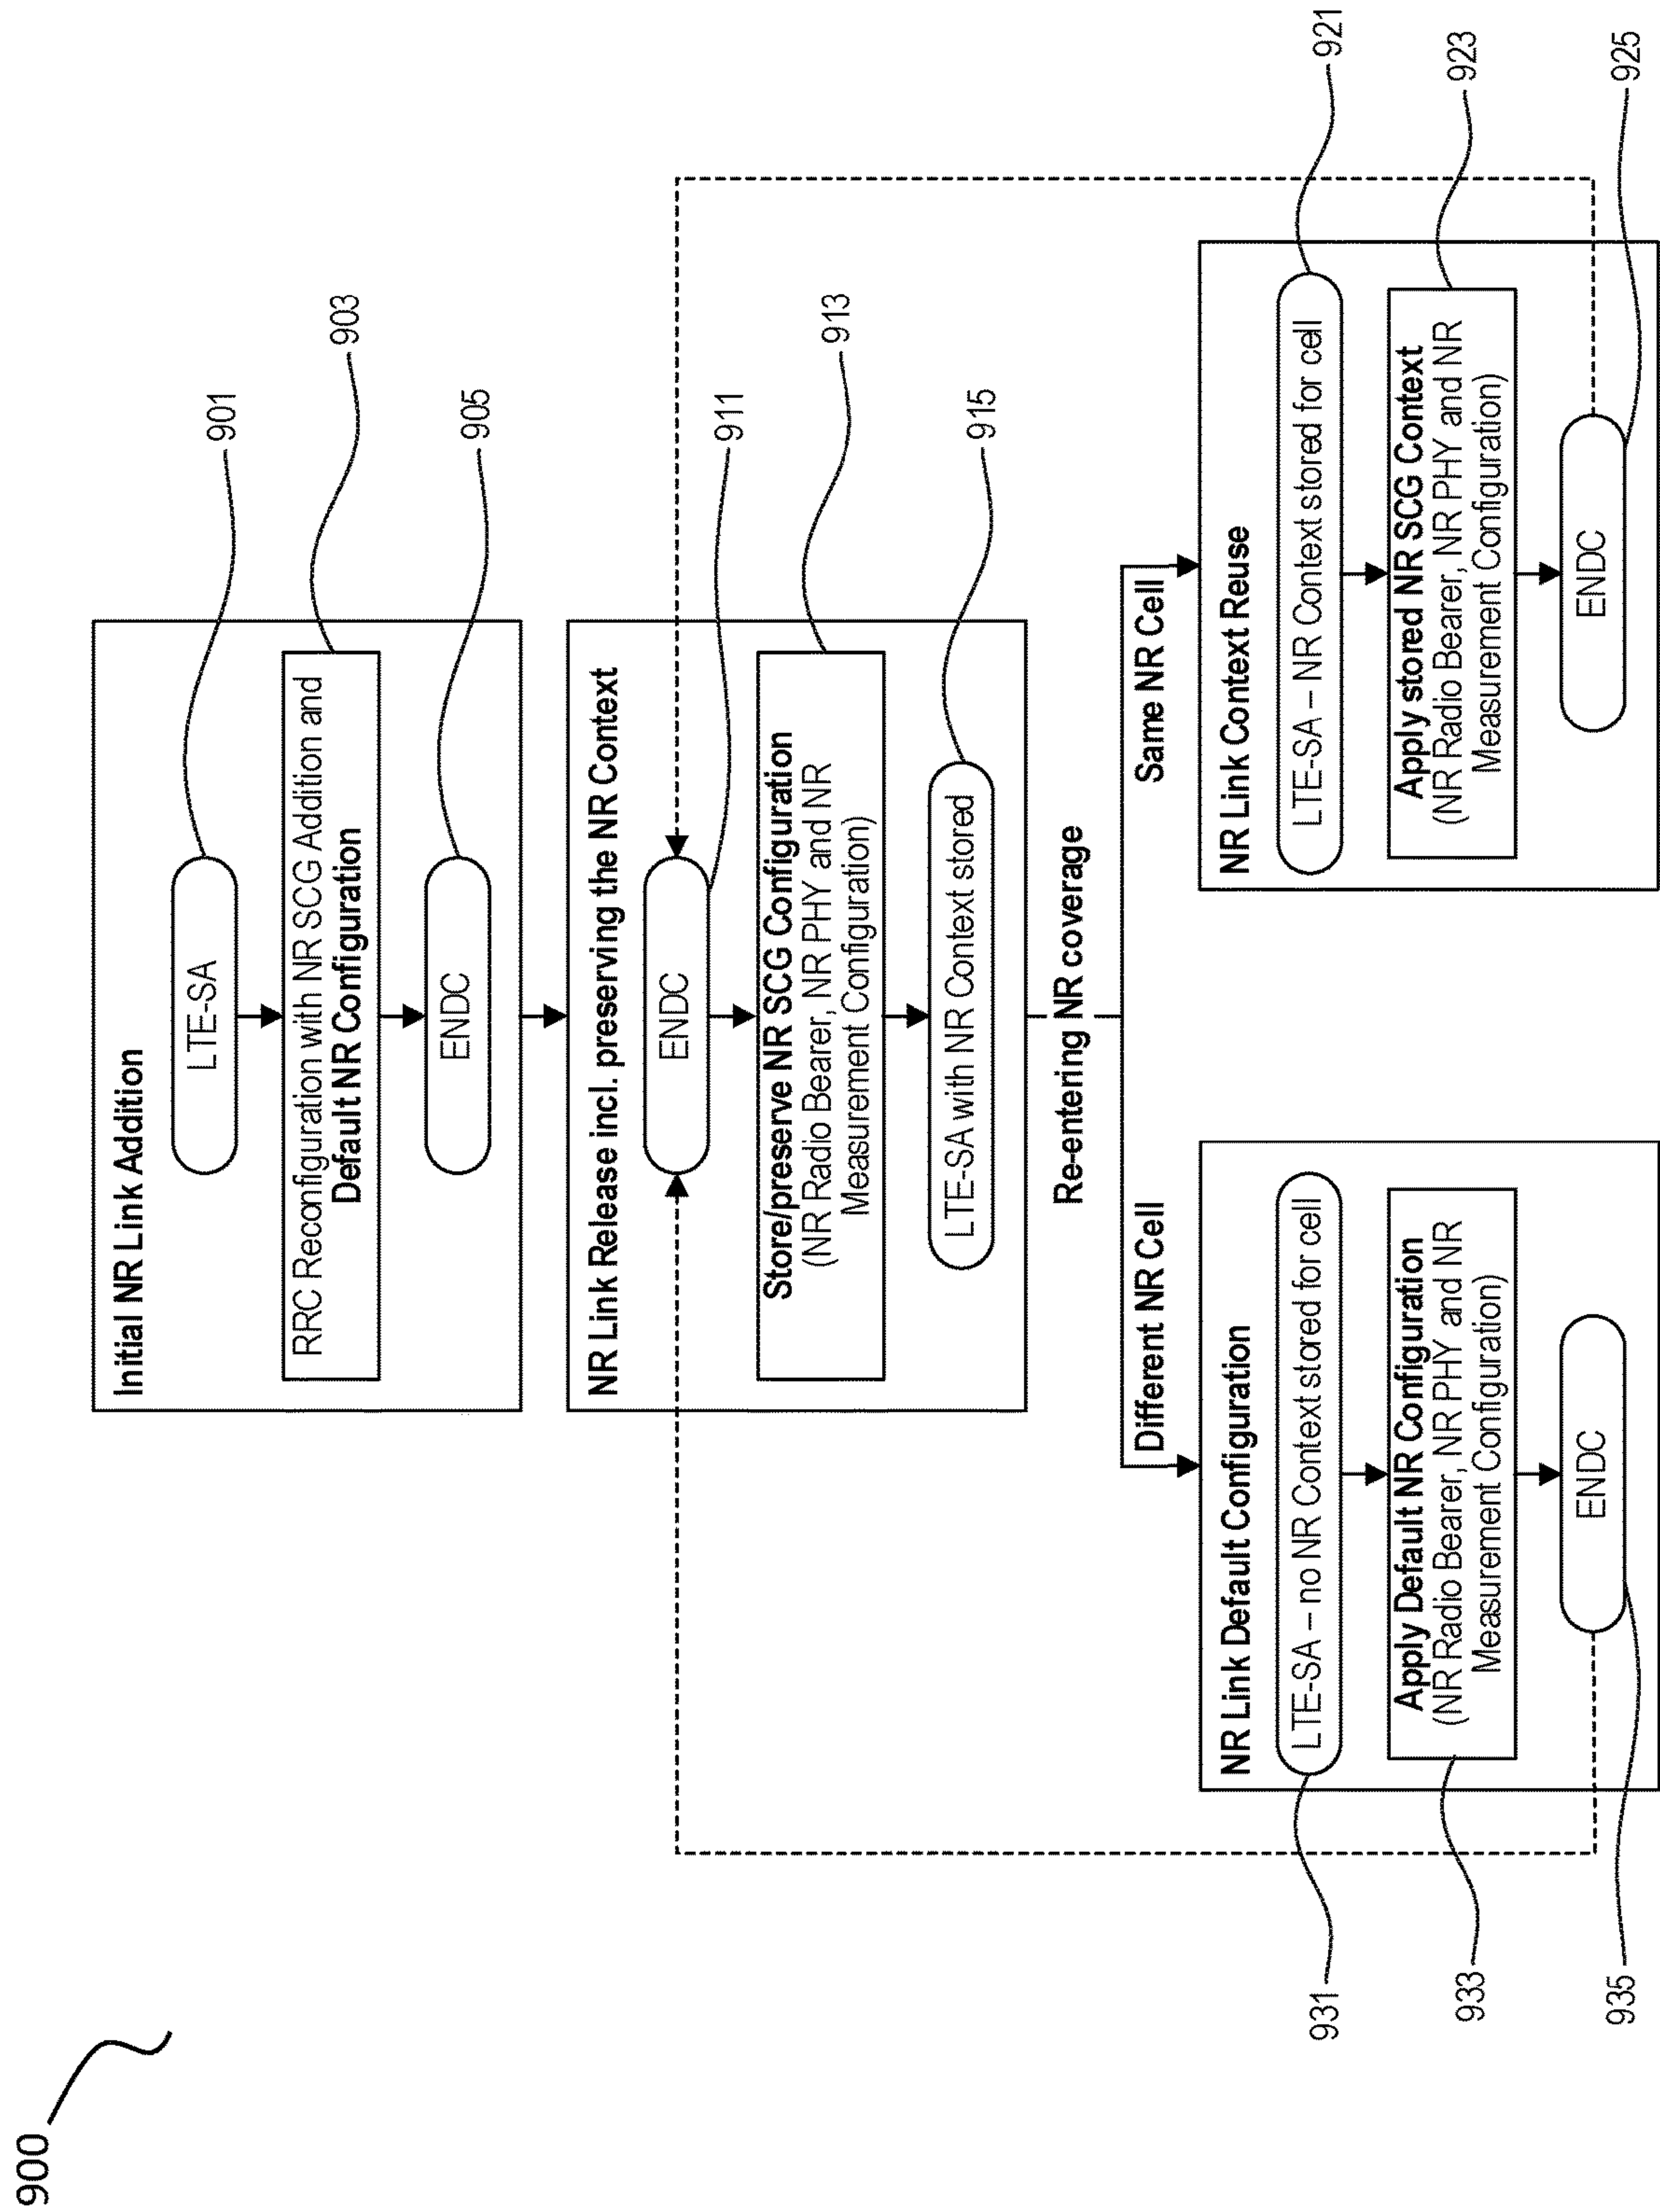 900
Initial NR Link Addition
LTE-SA
901
RRC Reconfiguration with NR SCG Addition and
Default NR Configuration
903
ENDC
905
NR Link Release incl. preserving the NR Context
ENDC
911
Store/preserve NR SCG Configuration
(NR Radio Bearer, NR PHY and NR
Measurement Configuration)
913
LTE-SA with NR Context stored
915
Re-entering NR coverage
Different NR Cell
Same NR Cell
NR Link Default Configuration
LTE-SA – no NR Context stored for cell
931
Apply Default NR Configuration
(NR Radio Bearer, NR PHY and NR
Measurement Configuration)
933
ENDC
935
NR Link Context Reuse
LTE-SA – NR Context stored for cell
921
Apply stored NR SCG Context
(NR Radio Bearer, NR PHY and NR
Measurement Configuration)
923
ENDC
925